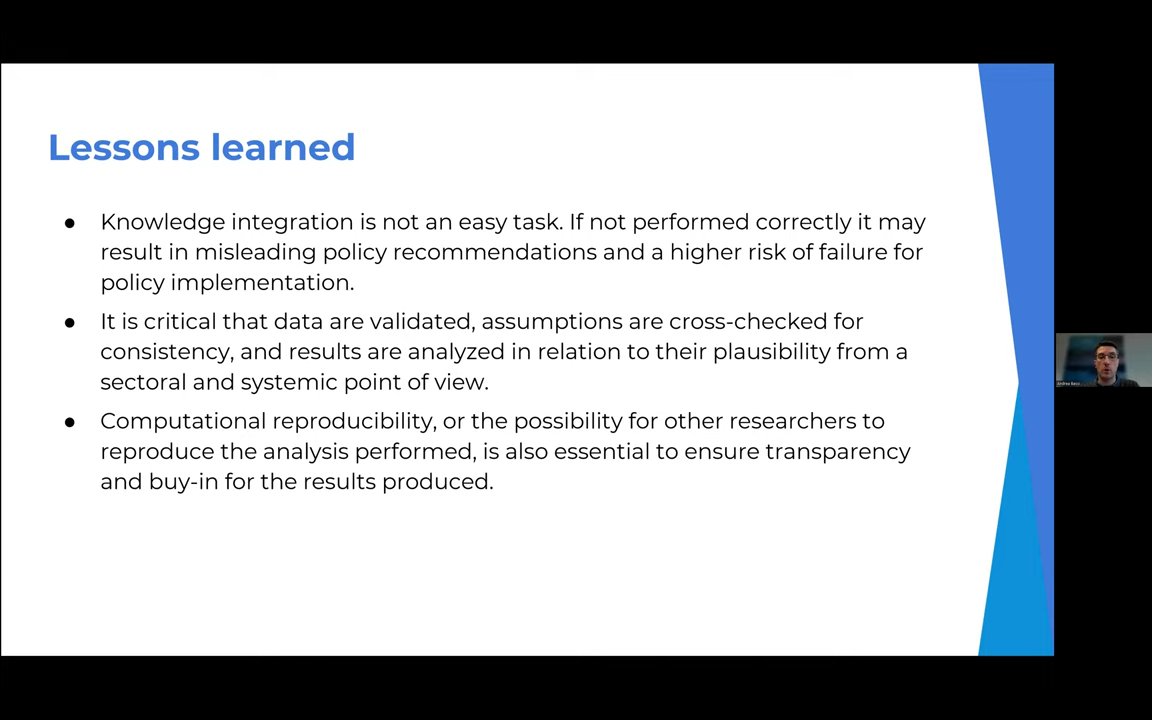 Lessons learned
● Knowledge integration is not an easy task. If not performed correctly it may
result in misleading policy recommendations and a higher risk of failure for
policy implementation.
● It is critical that data are validated, assumptions are cross-checked for
consistency, and results are analyzed in relation to their plausibility from a
sectoral and systemic point of view.
● Computational reproducibility, or the possibility for other researchers to
reproduce the analysis performed, is also essential to ensure transparency
and buy-in for the results produced.
Andrea Bassi